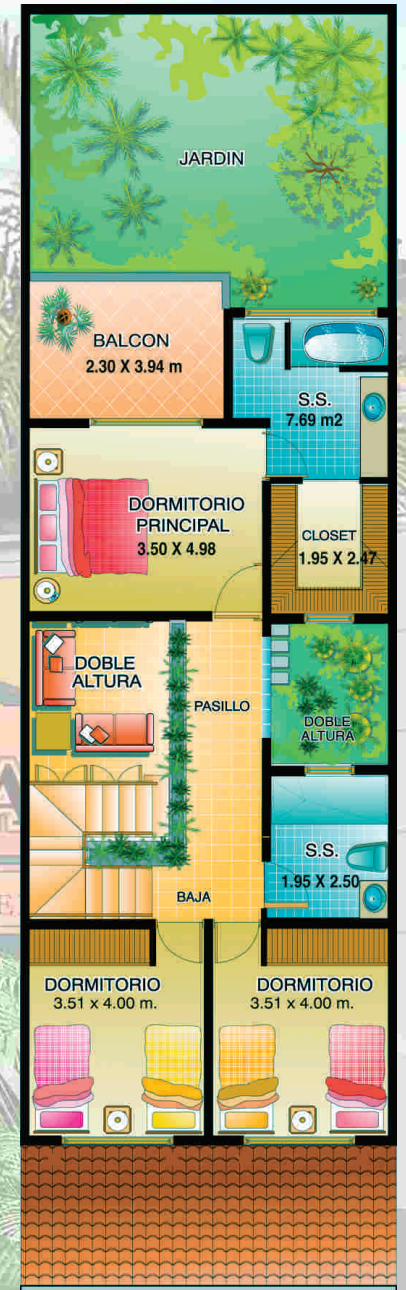 JARDIN
BALCON
2.30 X 3.94 m
S.S.
7.69 m2
DORMITORIO
PRINCIPAL
3.50 X 4.98
CLOSET
1.95 X 2.47
DOBLE
ALTURA
PASILLO
DOBLE
ALTURA
S.S.
1.95 X 2.50
BAJA
DORMITORIO
3.51 x 4.00 m.
DORMITORIO
3.51 x 4.00 m.